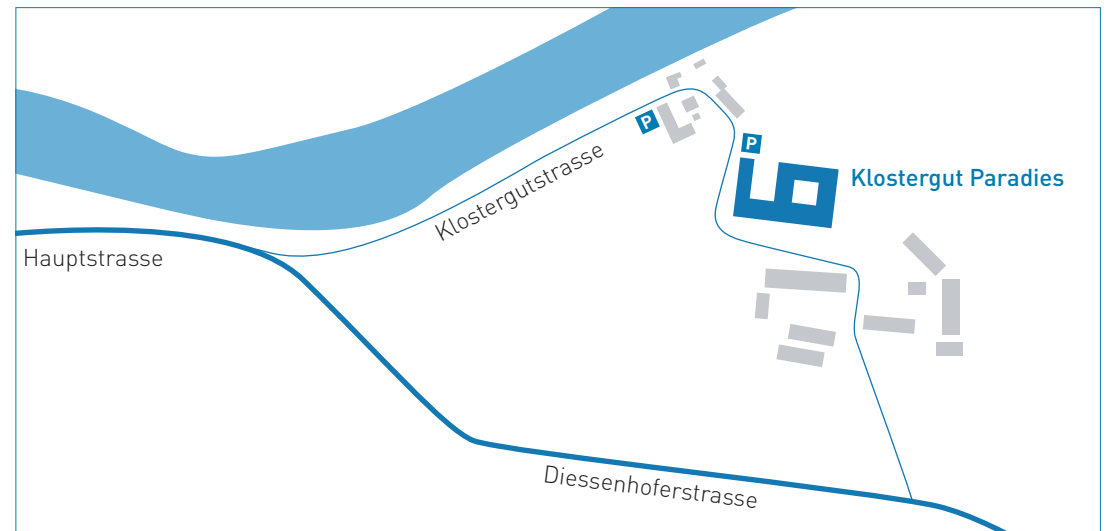 P
P
Klostergut Paradies
Klostergutstrasse
Hauptstrasse
Diessenhoferstrasse